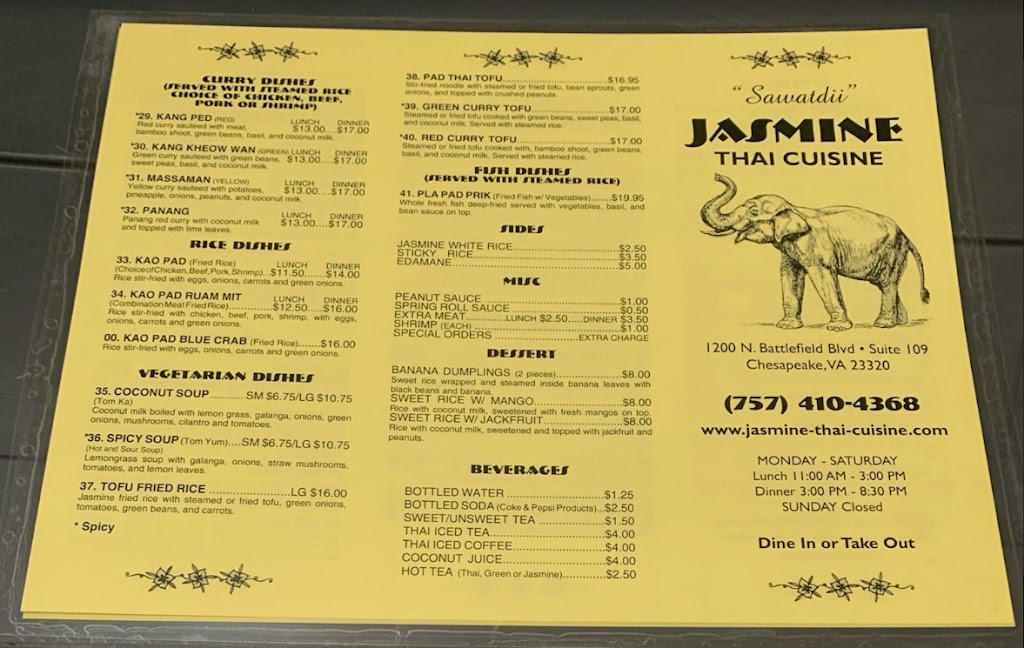 CURRY DISHES
(SERVED WITH STEAMED RICE
CHOICE OF CHICKEN, BEEF,
PORK OR SHRIMP)
*29. KANG PED (RED) LUNCH DINNER
Red curry sauteed with meat, $13.00....$17.00
bamboo shoot, green beans, basil, and coconut milk.
*30. KANG KHEOW WAN (GREEN) LUNCH DINNER
Green curry sauteed with green beans, $13.00....$17.00
sweet peas, basil, and coconut milk.
*31. MASSAMAN (YELLOW) LUNCH DINNER
Yellow curry sauteed with potatoes, $13.00....$17.00
pineapple, onions, peanuts, and coconut milk.
*32. PANANG LUNCH DINNER
Panang red curry with coconut milk $13.00....$17.00
and topped with lime leaves.
RICE DISHES
33. KAO PAD (Fried Rice) LUNCH DINNER
(Choice of Chicken, Beef, Pork, Shrimp)...$11.50.......$14.00
Rice stir-fried with eggs, onions, carrots and green onions.
34. KAO PAD RUAM MIT LUNCH DINNER
(Combination Meat Fried Rice)............$12.50....$16.00
Rice stir-fried with chicken, beef, pork, shrimp, with eggs,
onions, carrots and green onions.
00. KAO PAD BLUE CRAB (Fried Rice).......$16.00
Rice stir-fried with eggs, onions, carrots and green onions.
VEGETARIAN DISHES
35. COCONUT SOUP...........SM $6.75/LG $10.75
(Tom Ka)
Coconut milk boiled with lemon grass, galanga, onions, green
onions, mushrooms, cilantro and tomatoes.
*36. SPICY SOUP (Tom Yum)....SM $6.75/LG $10.75
(Hot and Sour Soup)
Lemongrass soup with galanga, onions, straw mushrooms,
tomatoes, and lemon leaves.
37. TOFU FRIED RICE ......................LG $16.00
Jasmine fried rice with steamed or fried tofu, green onions,
tomatoes, green beans, and carrots.
* Spicy
38. PAD THAI TOFU..............................$16.95
Stir-fried noodle with steamed or fried tofu, bean sprouts, green
onions, and topped with crushed peanuts.
*39. GREEN CURRY TOFU.....................$17.00
Steamed or tofu cooked with green beans, sweet peas, basil,
and coconut milk. Served with steamed rice.
*40. RED CURRY TOFU..........................$17.00
Steamed or tofu cooked with, bamboo shoot, green beans,
basil, and coconut milk. Served with steamed rice.
FISH DISHES
(SERVED WITH STEAMED RICE)
41. PLA PAD PRIK (Fried Fish w/ Vegetables).......$19.95
Whole fresh fish deep-fried served with vegetables, basil, and
bean sauce on top.
SIDES
JASMINE WHITE RICE..............................$2.50
STICKY RICE..............................$3.50
EDAMANE..............................$5.00
MISC
PEANUT SAUCE ..............................$1.00
SPRING ROLL SAUCE ..............................$0.50
EXTRA MEAT.............LUNCH $2.50.....DINNER $3.50
SHRIMP (EACH) ..............................$1.00
SPECIAL ORDERS ........................EXTRA CHARGE
DESSERT
BANANA DUMPLINGS (2 pieces)....................$8.00
Sweet rice wrapped and steamed inside banana leaves with
black beans and banana.
SWEET RICE W/ MANGO..............................$8.00
Rice with coconut milk, sweetened with fresh mangos on top.
SWEET RICE W/ JACKFRUIT..........................$8.00
Rice with coconut milk, sweetened and topped with jackfruit and
peanuts.
BEVERAGES
BOTTLED WATER ........................$1.25
BOTTLED SODA (Coke & Pepsi Products)...$2.50
SWEET/UNSWEET TEA ..................$1.50
THAI ICED TEA..............................$4.00
THAI ICED COFFEE........................$4.00
COCONUT JUICE..........................$4.00
HOT TEA (Thai, Green or Jasmine).............$2.50
"Sawatdii"
JASMINE
THAI CUISINE
1200 N. Battlefield Blvd • Suite 109
Chesapeake, VA 23320
(757) 410-4368
www.jasmine-thai-cuisine.com
MONDAY - SATURDAY
Lunch 11:00 AM - 3:00 PM
Dinner 3:00 PM - 8:30 PM
SUNDAY Closed
Dine In or Take Out